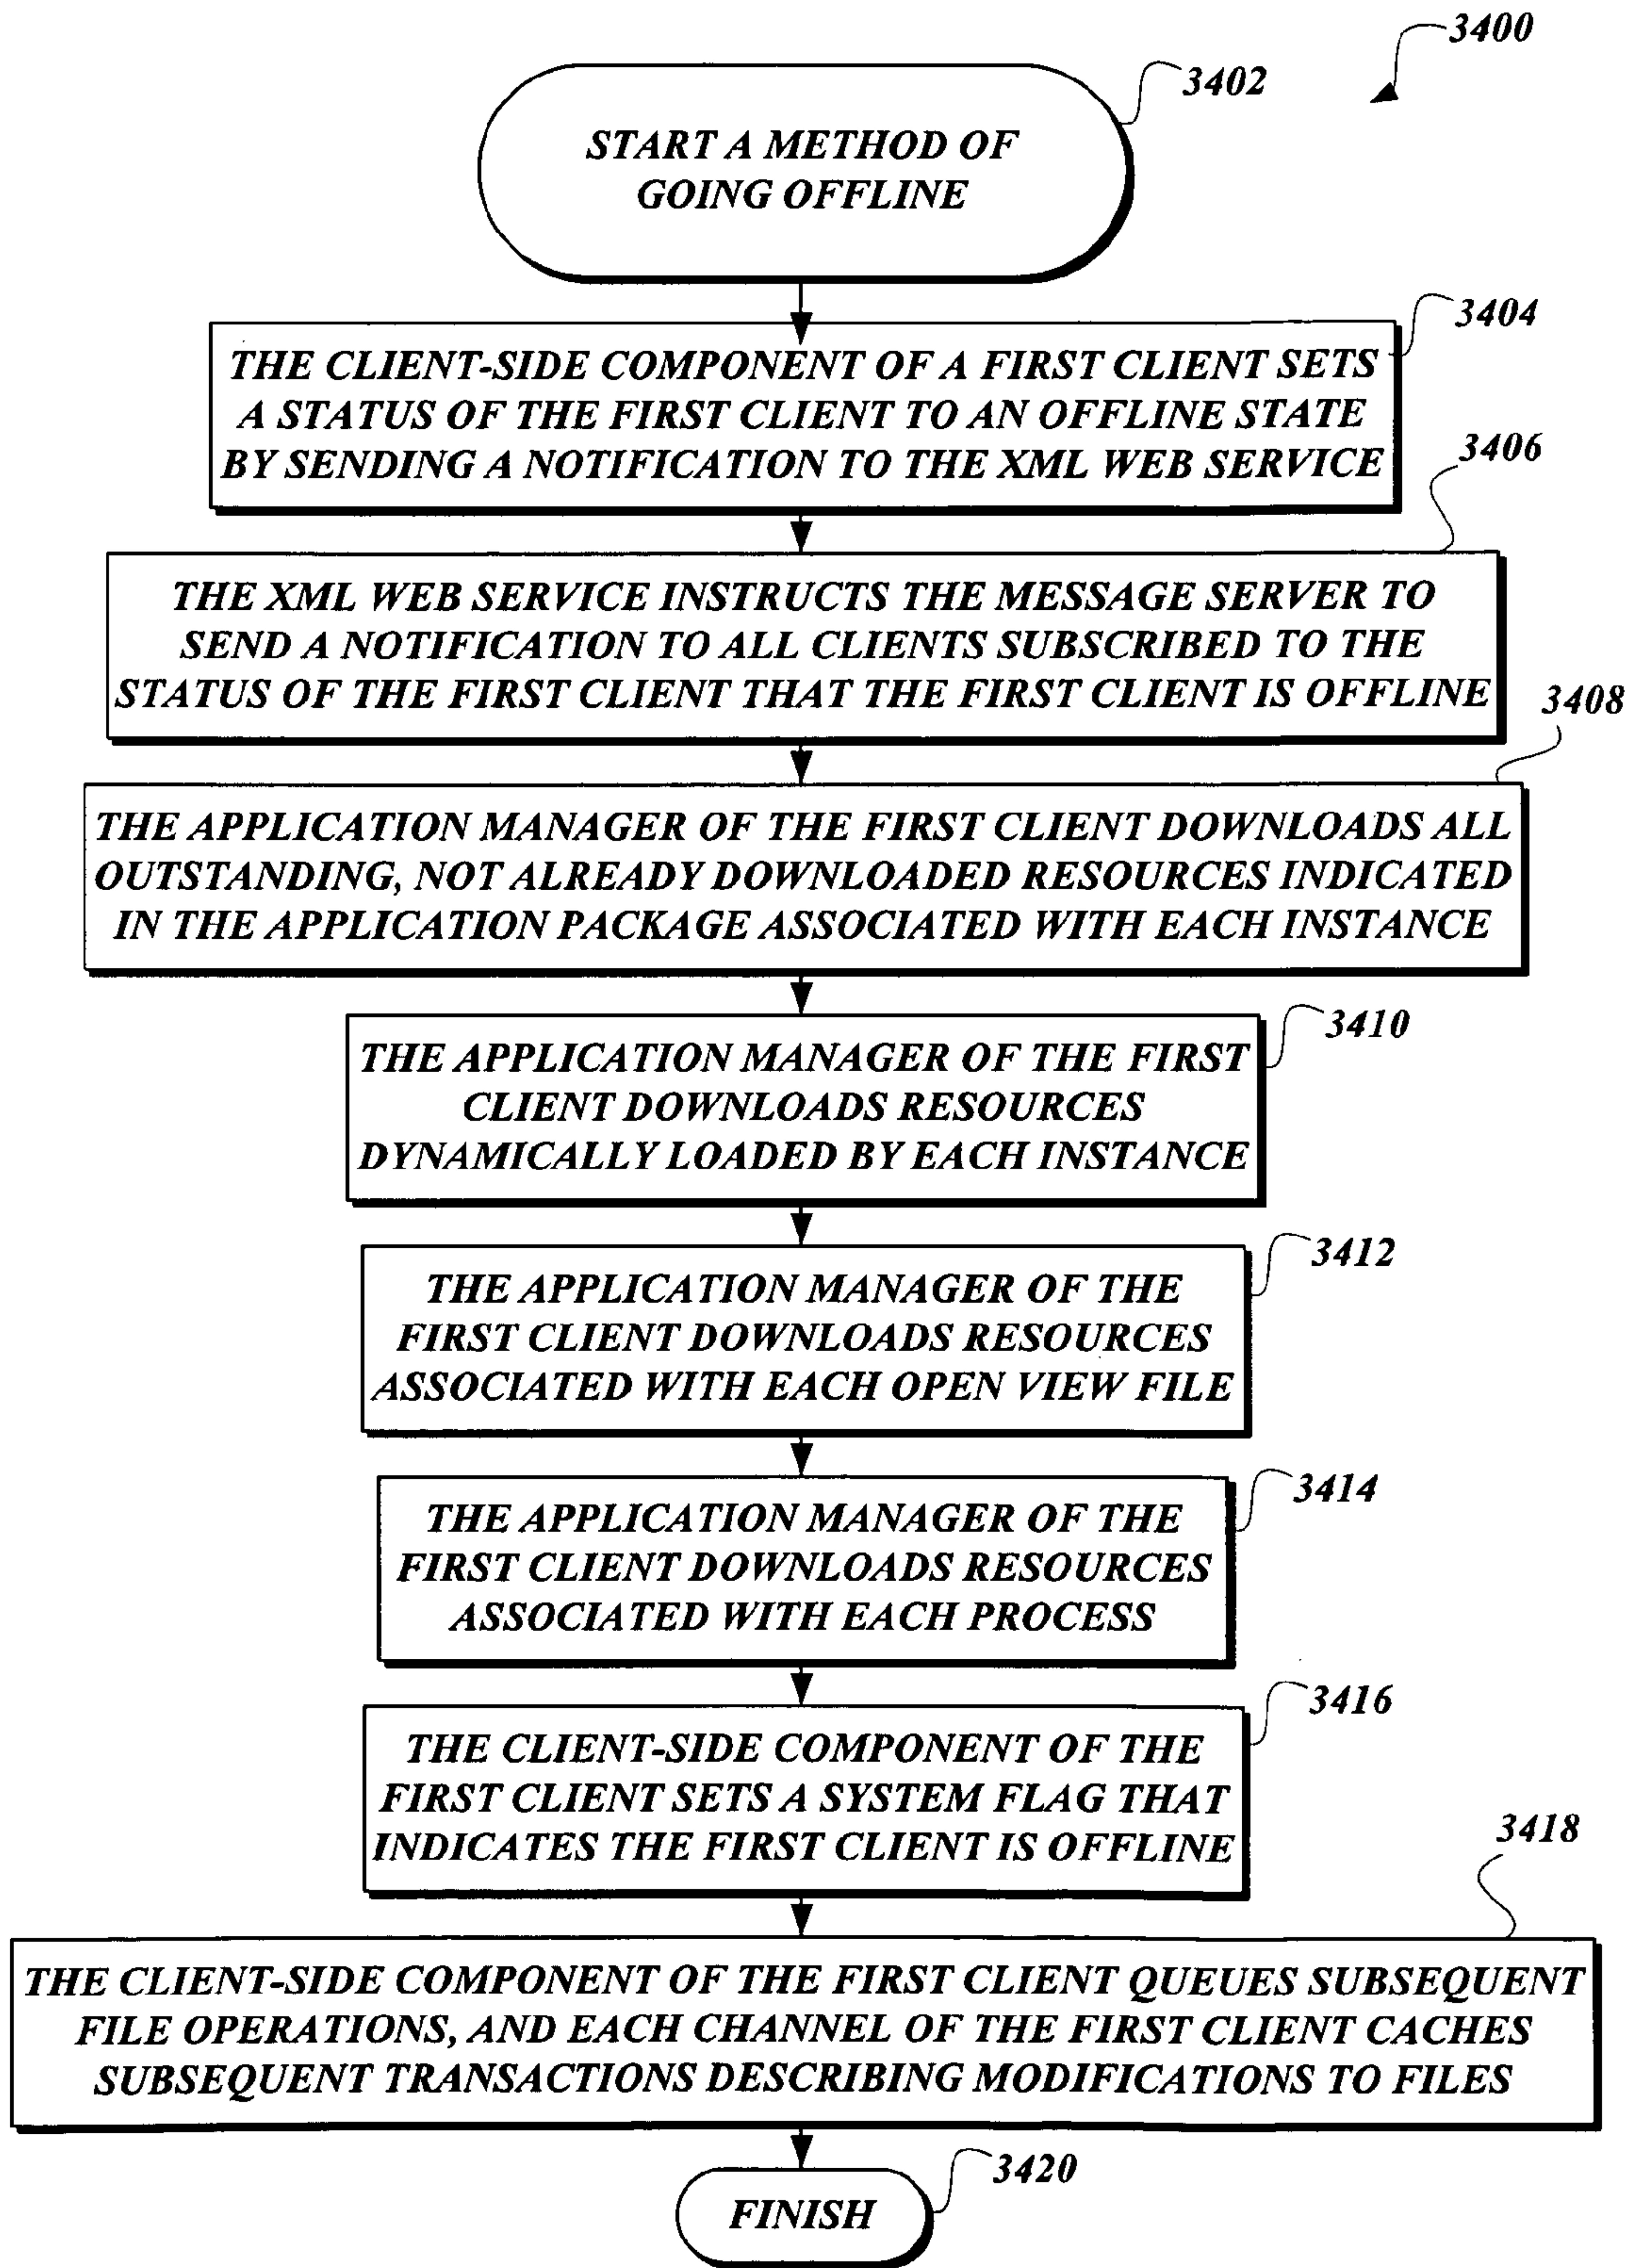 3400
3402
START A METHOD OF
GOING OFFLINE
3404
THE CLIENT-SIDE COMPONENT OF A FIRST CLIENT SETS
A STATUS OF THE FIRST CLIENT TO AN OFFLINE STATE
BY SENDING A NOTIFICATION TO THE XML WEB SERVICE
3406
THE XML WEB SERVICE INSTRUCTS THE MESSAGE SERVER TO
SEND A NOTIFICATION TO ALL CLIENTS SUBSCRIBED TO THE
STATUS OF THE FIRST CLIENT THAT THE FIRST CLIENT IS OFFLINE
3408
THE APPLICATION MANAGER OF THE FIRST CLIENT DOWNLOADS ALL
OUTSTANDING, NOT ALREADY DOWNLOADED RESOURCES INDICATED
IN THE APPLICATION PACKAGE ASSOCIATED WITH EACH INSTANCE
3410
THE APPLICATION MANAGER OF THE FIRST
CLIENT DOWNLOADS RESOURCES
DYNAMICALLY LOADED BY EACH INSTANCE
3412
THE APPLICATION MANAGER OF THE
FIRST CLIENT DOWNLOADS RESOURCES
ASSOCIATED WITH EACH OPEN VIEW FILE
3414
THE APPLICATION MANAGER OF THE
FIRST CLIENT DOWNLOADS RESOURCES
ASSOCIATED WITH EACH PROCESS
3416
THE CLIENT-SIDE COMPONENT OF THE
FIRST CLIENT SETS A SYSTEM FLAG THAT
INDICATES THE FIRST CLIENT IS OFFLINE
3418
THE CLIENT-SIDE COMPONENT OF THE FIRST CLIENT QUEUES SUBSEQUENT
FILE OPERATIONS, AND EACH CHANNEL OF THE FIRST CLIENT CACHES
SUBSEQUENT TRANSACTIONS DESCRIBING MODIFICATIONS TO FILES
3420
FINISH